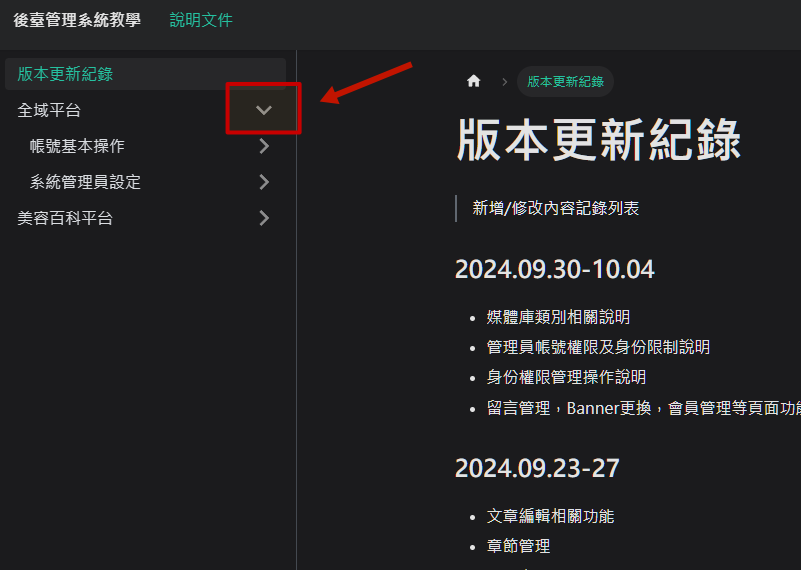 後臺管理系統教學 說明文件
版本更新紀錄
全域平台
帳號基本操作
系統管理員設定
美容百科平台
版本更新紀錄
版本更新紀錄
新增/修改內容記錄列表
2024.09.30-10.04
媒體庫類別相關說明
管理員帳號權限及身份限制說明
身份權限管理操作說明
留言管理，Banner更換，會員管理等頁面功能
2024.09.23-27
文章編輯相關功能
章節管理